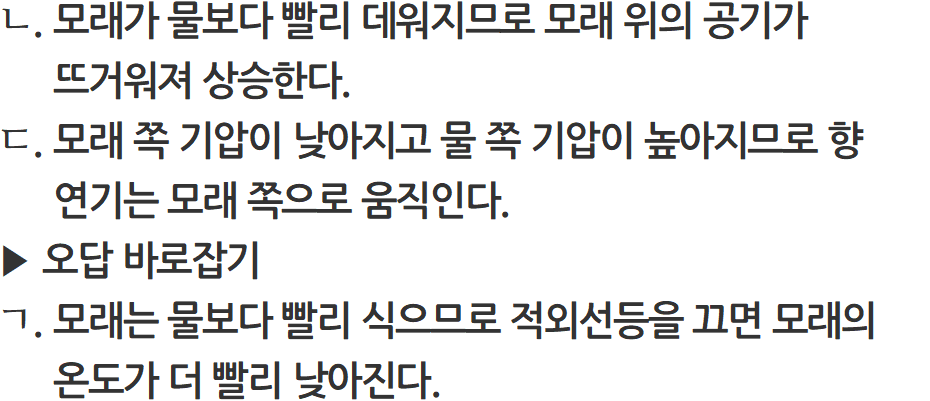 ㄴ. 모래가 물보다 빨리 데워지므로 모래 위의 공기가
뜨거워져 상승한다.
ㄷ. 모래 쪽 기압이 낮아지고 물 쪽 기압이 높아지므로 향
연기는 모래 쪽으로 움직인다.
▶ 오답 바로잡기
ㄱ. 모래는 물보다 빨리 식으므로 적외선등을 끄면 모래의
온도가 더 빨리 낮아진다.